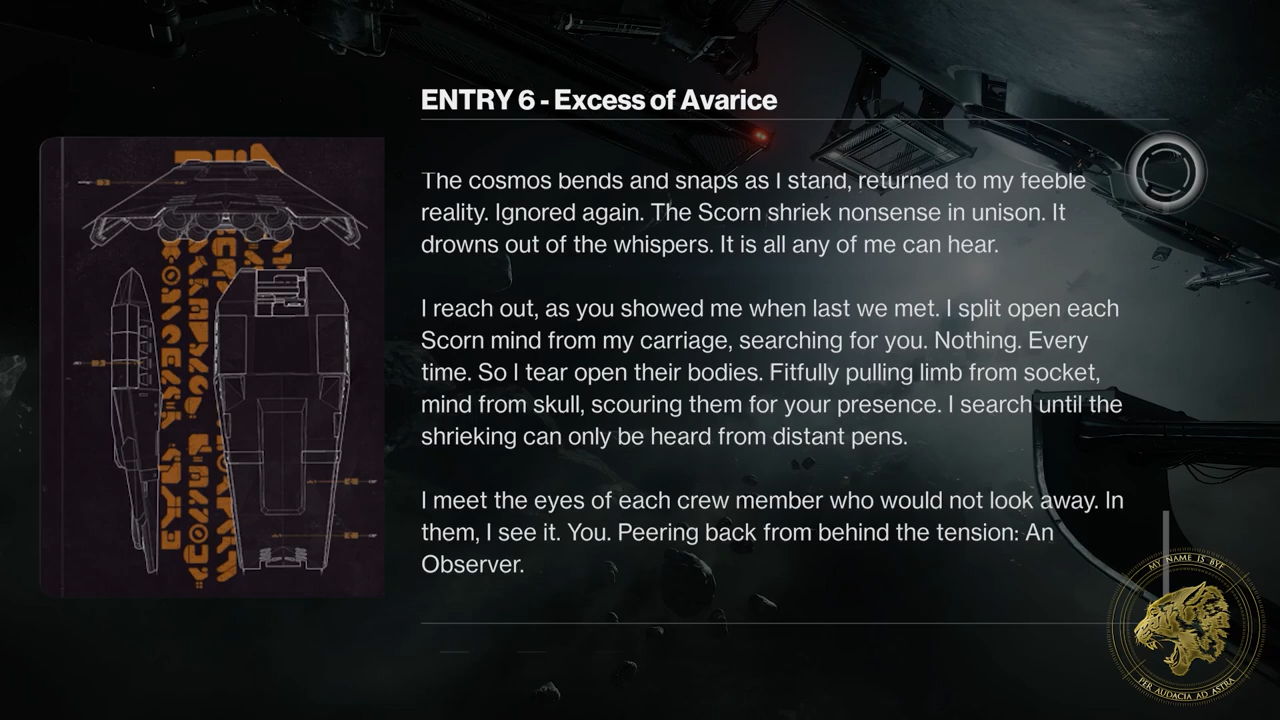 ENTRY 6 - Excess of Avarice
The cosmos bends and snaps as I stand, returned to my feeble
reality. Ignored again. The Scorn shriek nonsense in unison. It
drowns out of the whispers. It is all any of me can hear.
I reach out, as you showed me when last we met. I split open each
Scorn mind from my carriage, searching for you. Nothing. Every
time. So I tear open their bodies. Fitfully pulling limb from socket,
mind from skull, scouring them for your presence. I search until the
shrieking can only be heard from distant pens.
I meet the eyes of each crew member who would not look away. In
them, I see it. You. Peering back from behind the tension: An
Observer.
MY NAME IS BYF
PER AUDACIA AD ASTRA